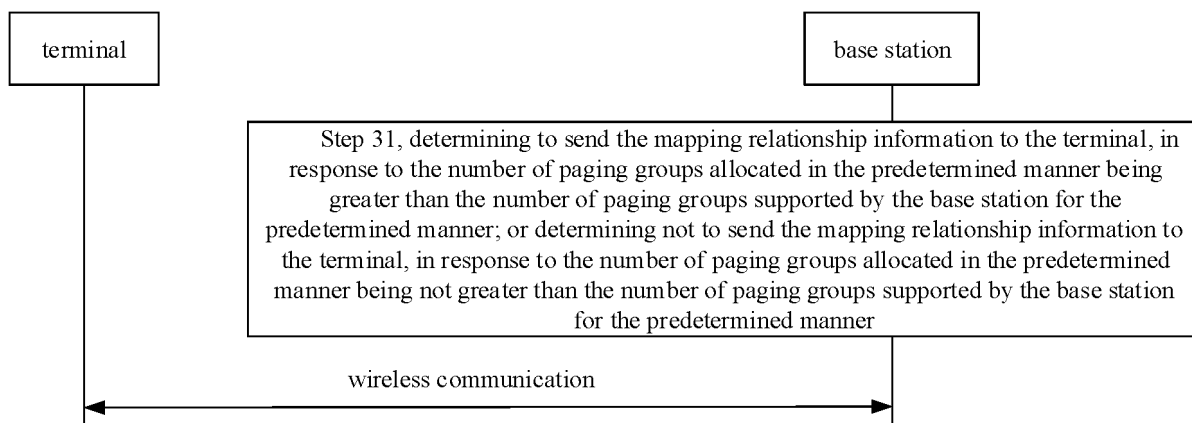 terminal
base station
Step 31, determining to send the mapping relationship information to the terminal, in
response to the number of paging groups allocated in the predetermined manner being
greater than the number of paging groups supported by the base station for the
predetermined manner; or determining not to send the mapping relationship information to
the terminal, in response to the number of paging groups allocated in the predetermined
manner being not greater than the number of paging groups supported by the base station
for the predetermined manner
wireless communication